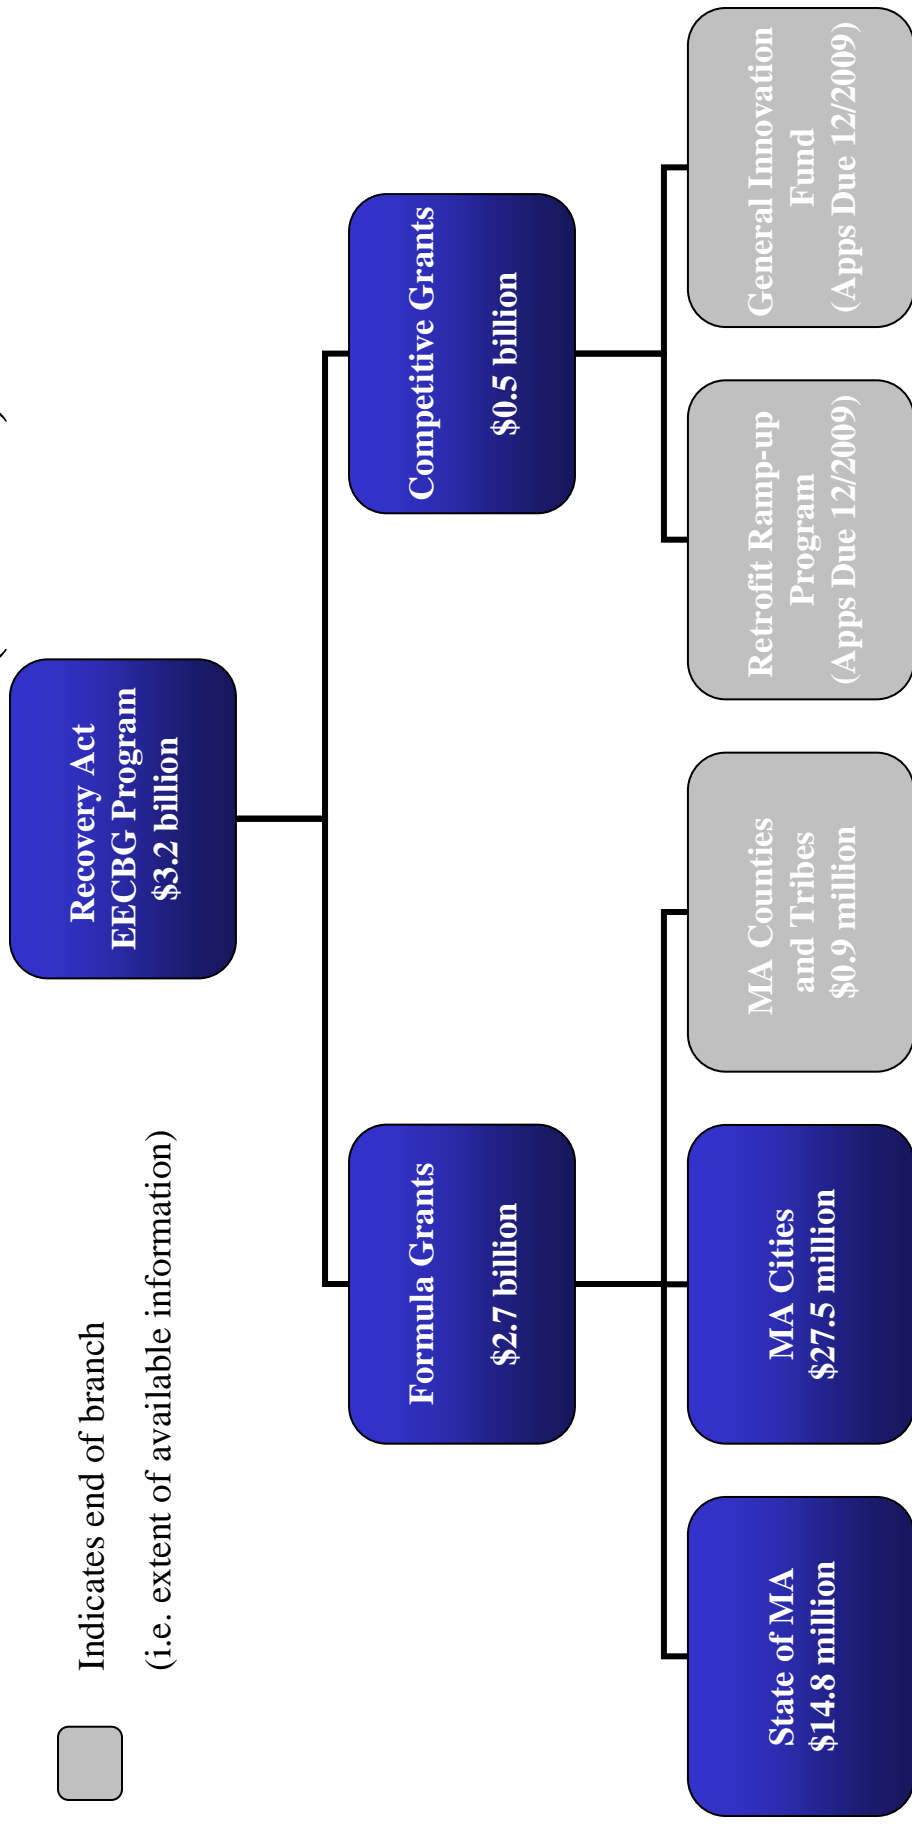 Indicates end of branch
(i.e. extent of available information)
Recovery Act
EECBG Program
$3.2 billion
Formula Grants
$2.7 billion
Competitive Grants
$0.5 billion
State of MA
$14.8 million
MA Cities
$27.5 million
MA Counties
and Tribes
$0.9 million
Retrofit Ramp-up
Program
(Apps Due 12/2009)
General Innovation
Fund
(Apps Due 12/2009)